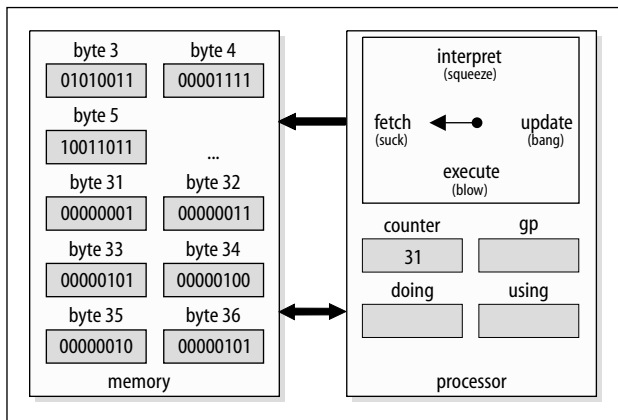 byte 3 byte 4
01010011 00001111
byte 5
10011011 ...
byte 31 byte 32
00000001 00000011
byte 33 byte 34
00000101 00000100
byte 35 byte 36
00000010 00000101
memory
interpret
(squeeze)
fetch update
(suck) (bang)
execute
(blow)
counter gp
31
doing using
processor